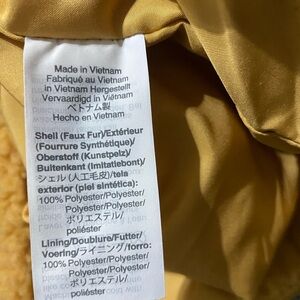 Made in Vietnam
Fabriqué au Vietnam
in Vietnam Hergestellt
Vervaardigd in Viëtnam
ベトナム製
Hecho en Vietnam
Shell (Faux Fur)/Extérieur
(Fourrure Synthétique)/
Oberstoff (Kunstpelz)/
Buitenkant (Imitatiebont)/
シェル (人工毛皮)/tela
exterior (piel sintética):
100% Polyester/Polyester/
Polyester/Polyester/
ポリエステル/
poliéster
Lining/Doublure/Futter/
Voering/ライニング/forro:
100% Polyester/Polyester/
Polyester/Polyester/
ポリエステル/
poliéster